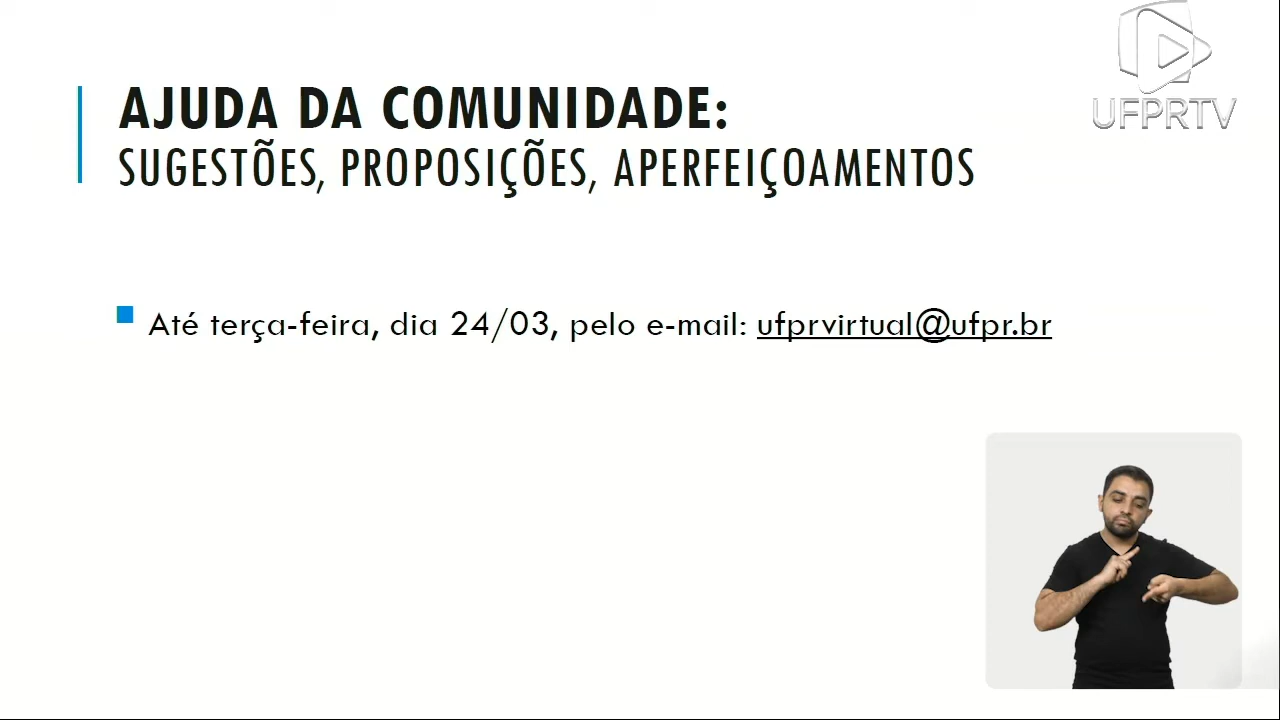 UFPRTV
AJUDA DA COMUNIDADE:
SUGESTÕES, PROPOSIÇÕES, APERFEIÇOAMENTOS
Até terça-feira, dia 24/03, pelo e-mail: ufprvirtual@ufpr.br